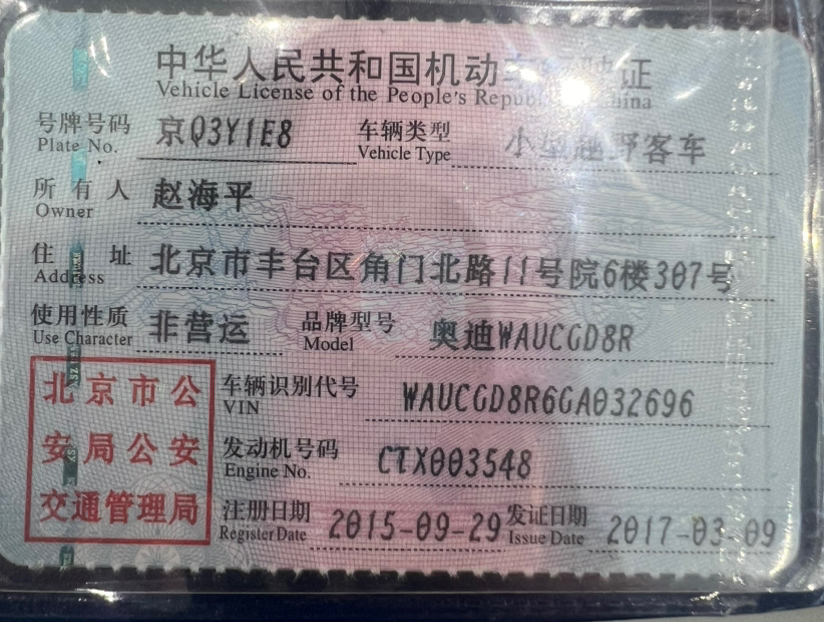 中华人民共和国机动车行驶证
Vehicle License of the People's Republic of China
号牌号码 京Q3Y1E8 车辆类型 小型越野客车
Plate No. Vehicle Type
所有人 赵海平
Owner
住址 北京市丰台区角门北路11号院6楼307号
Address
使用性质 非营运 品牌型号 奥迪WAUCGD8R
Use Character Model
北京市公
安局公安
交通管理局
车辆识别代号 WAUCGD8R6GA032696
VIN
发动机号码 CTX003548
Engine No.
注册日期 2015-09-29 发证日期 2017-03-09
Register Date Issue Date